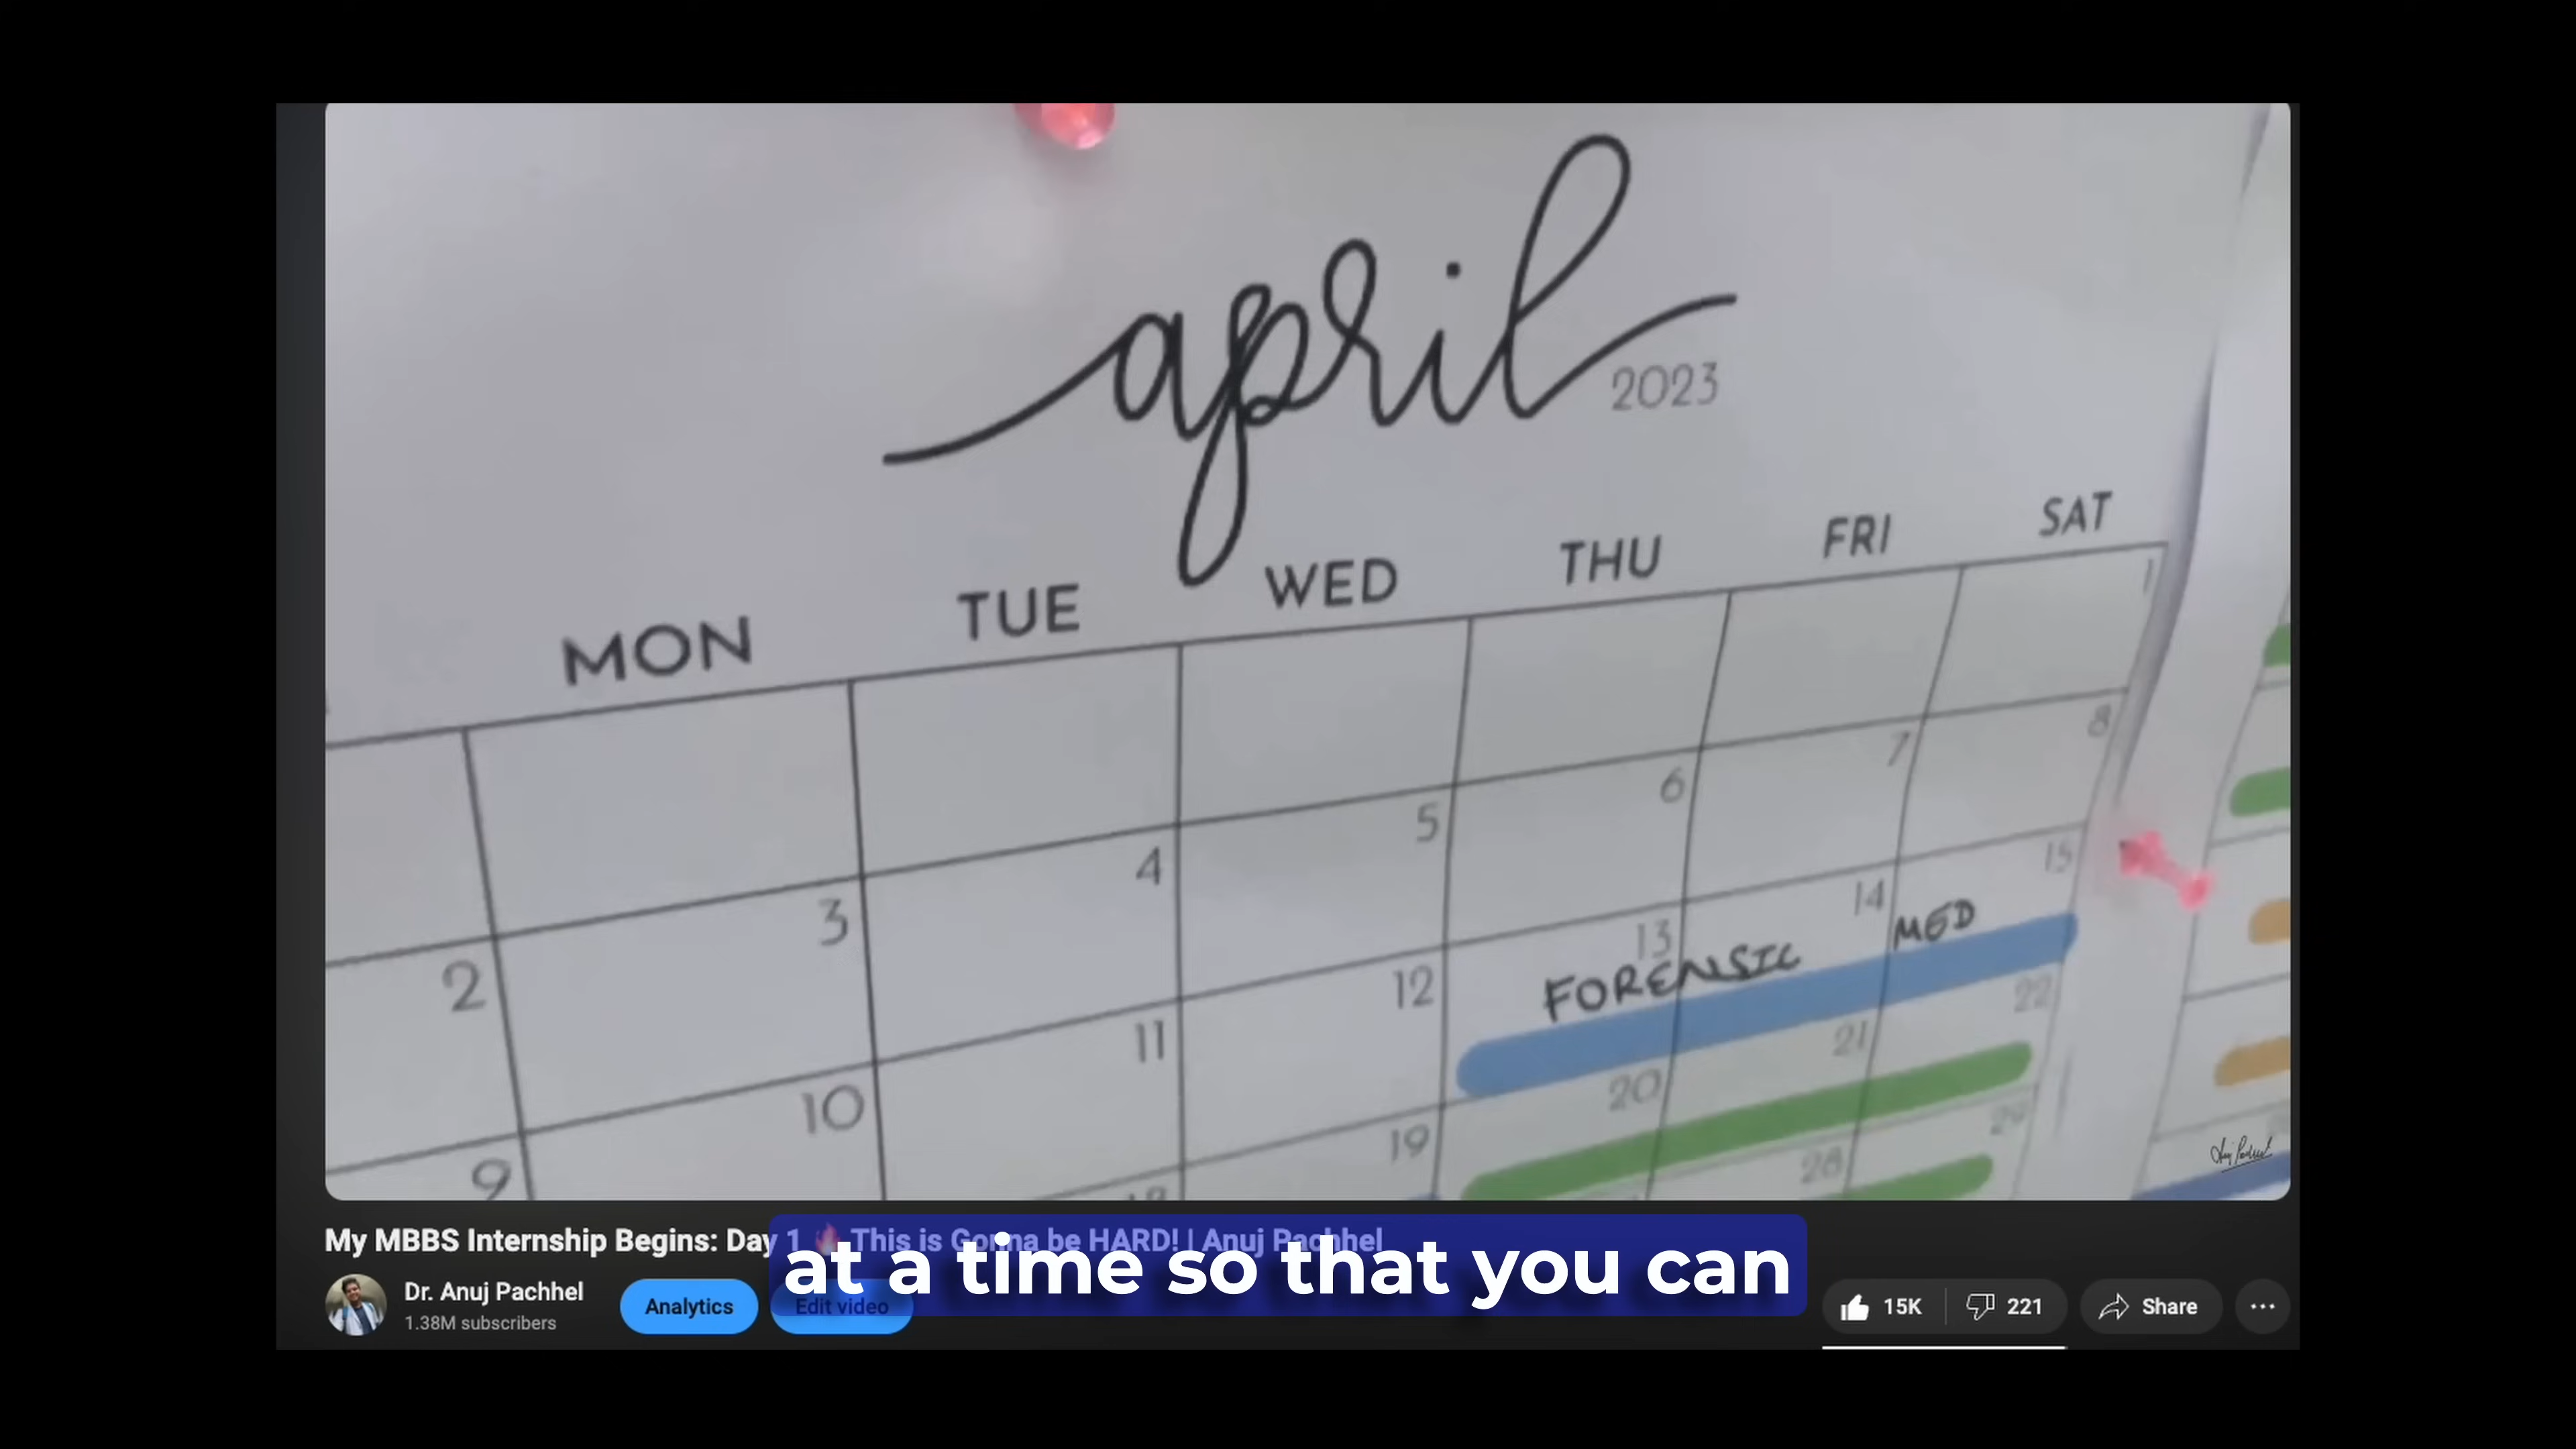 april
2023
MON TUE WED THU FRI SAT
1
2 3 4 5 6 7 8
9 10 11 12 13 14 15
FORENSIC MED
19 20 21 22
28 29
My MBBS Internship Begins: Day 1 🔥 This is Gonna be HARD! | Anuj Pachhel
at a time so that you can
Dr. Anuj Pachhel
1.38M subscribers
Analytics
Edit video
15K
221
Share